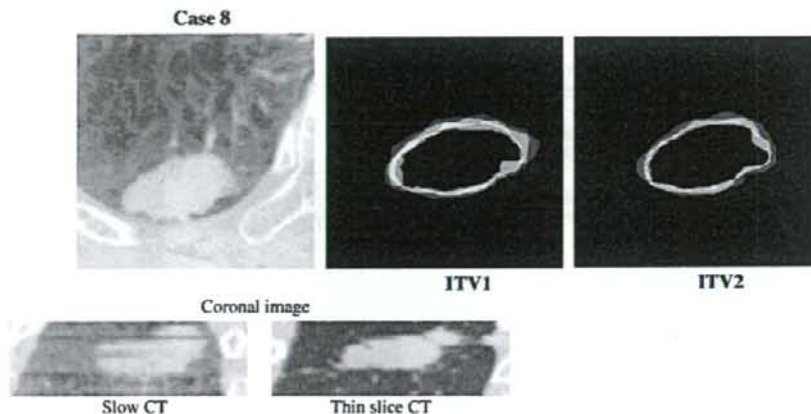 Case 8
ITV1
ITV2
Coronal image
Slow CT
Thin slice CT